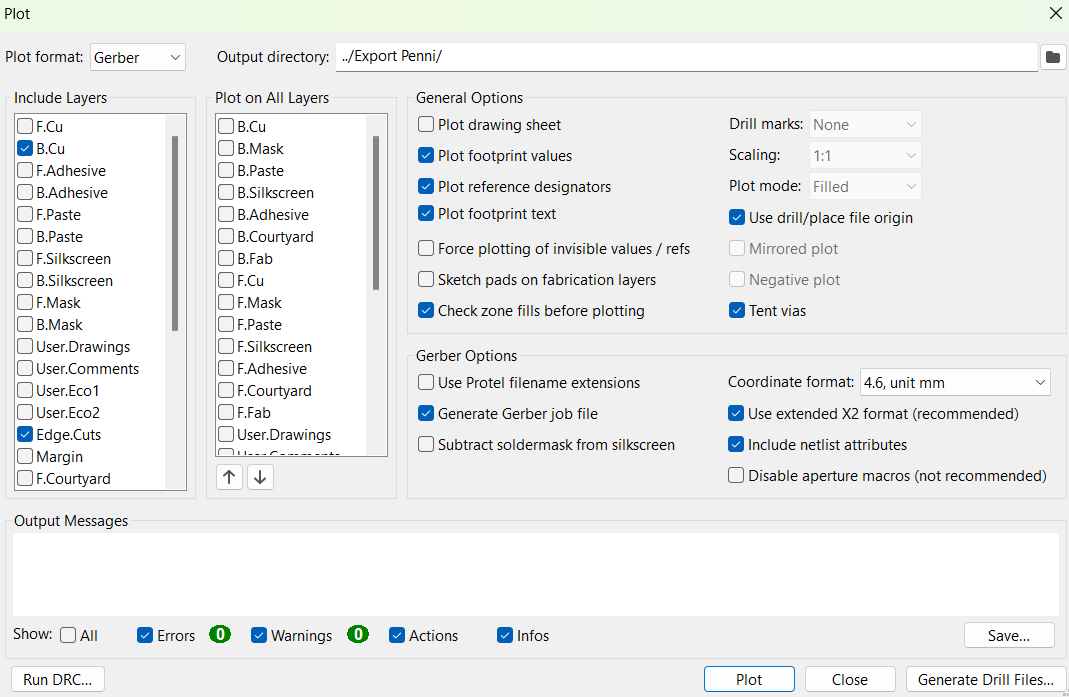 Plot
Plot format: Gerber Output directory: ../Export Penni/
Include Layers
F.Cu
B.Cu
F.Adhesive
B.Adhesive
F.Paste
B.Paste
F.Silkscreen
B.Silkscreen
F.Mask
B.Mask
User.Drawings
User.Comments
User.Eco1
User.Eco2
Edge.Cuts
Margin
F.Courtyard
Plot on All Layers
B.Cu
B.Mask
B.Paste
B.Silkscreen
B.Adhesive
B.Courtyard
B.Fab
F.Cu
F.Mask
F.Paste
F.Silkscreen
F.Adhesive
F.Courtyard
F.Fab
User.Drawings
User.Comments
General Options
Plot drawing sheet
Plot footprint values
Plot reference designators
Plot footprint text
Force plotting of invisible values / refs
Sketch pads on fabrication layers
Check zone fills before plotting
Drill marks: None
Scaling: 1:1
Plot mode: Filled
Use drill/place file origin
Mirrored plot
Negative plot
Tent vias
Gerber Options
Use Protel filename extensions
Generate Gerber job file
Subtract soldermask from silkscreen
Coordinate format: 4.6, unit mm
Use extended X2 format (recommended)
Include netlist attributes
Disable aperture macros (not recommended)
Output Messages
Show: All Errors 0 Warnings 0 Actions Infos Save...
Run DRC... Plot Close Generate Drill Files...